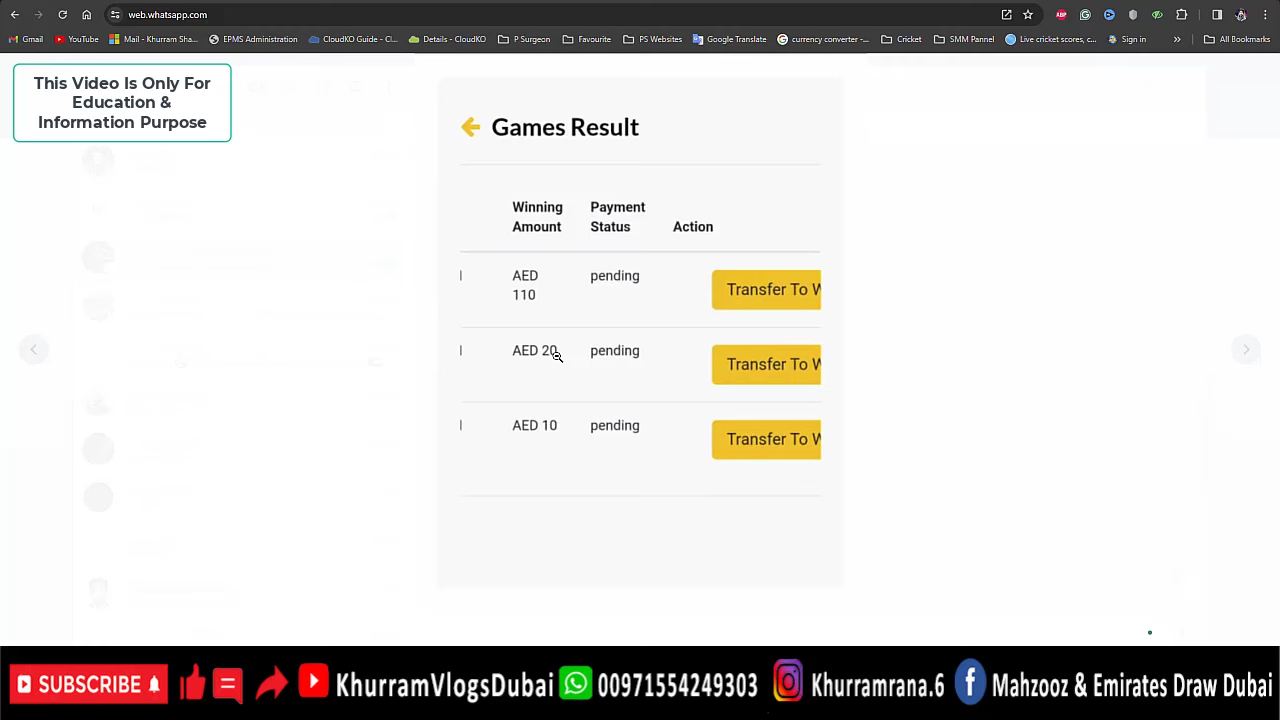 web.whatsapp.com
Gmail
YouTube
Mail - Khurram Sha...
EPMS Administration
CloudKO Guide - Cl...
Details - CloudKO
P Surgeon
Favourite
PS Websites
Google Translate
currency converter -...
Cricket
SMM Pannel
Live cricket scores, c...
Sign in
»
All Bookmarks
This Video Is Only For
Education &
Information Purpose
Games Result
Winning
Amount
Payment
Status
Action
AED
110
pending
Transfer To W
AED 20
pending
Transfer To W
AED 10
pending
Transfer To W
SUBSCRIBE
KhurramVlogsDubai
00971554249303
Khurramrana.6
Mahzooz & Emirates Draw Dubai